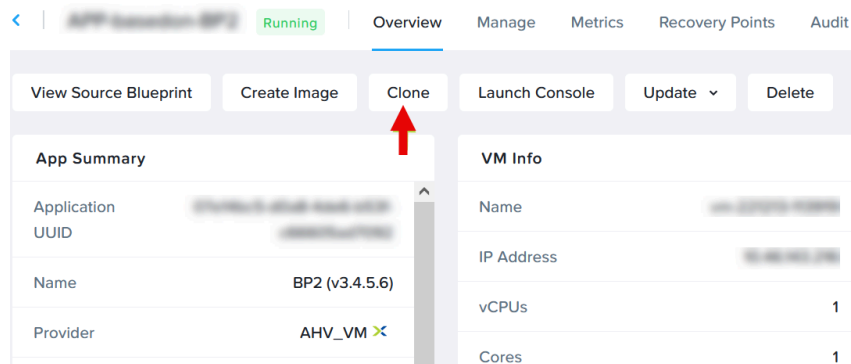 Running
Overview Manage Metrics Recovery Points Audit
View Source Blueprint Create Image Clone Launch Console Update Delete
App Summary
VM Info
Application
UUID
Name BP2 (v3.4.5.6)
Provider AHV_VM
Name
IP Address
vCPUs 1
Cores 1